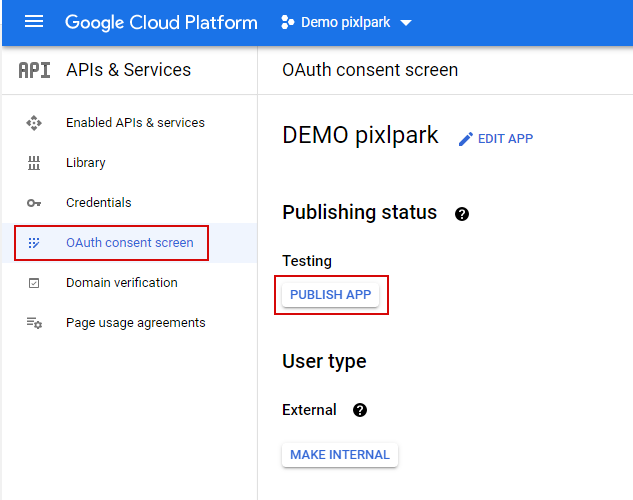 Google Cloud Platform
Demo pixlpark
API
APIs & Services
OAuth consent screen
Enabled APIs & services
Library
Credentials
OAuth consent screen
Domain verification
Page usage agreements
DEMO pixlpark
EDIT APP
Publishing status
?
Testing
PUBLISH APP
User type
External
?
MAKE INTERNAL